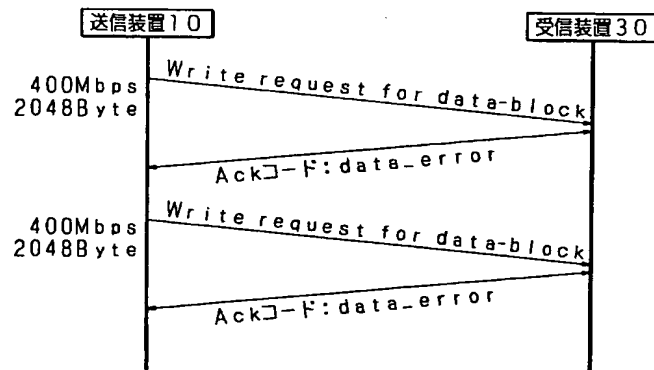 送信装置10
受信装置30
Write request for data-block
400Mbps
2048Byte
Ackコード:data_error
Write request for data-block
400Mbps
2048Byte
Ackコード:data_error